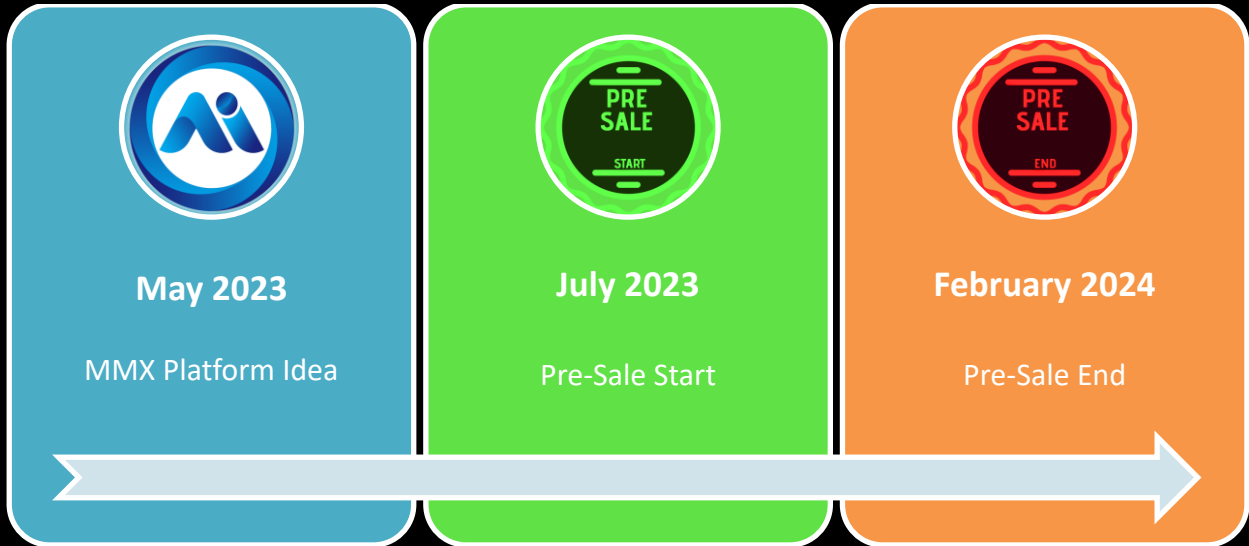 PRE
SALE
START
PRE
SALE
END
May 2023
July 2023
February 2024
MMX Platform Idea
Pre-Sale Start
Pre-Sale End